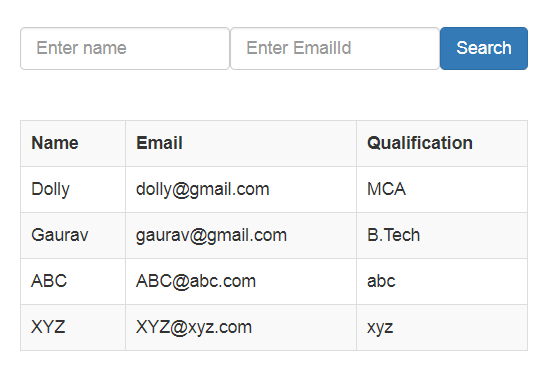 Enter name Enter EmailId Search
Name Email Qualification
Dolly dolly@gmail.com MCA
Gaurav gaurav@gmail.com B.Tech
ABC ABC@abc.com abc
XYZ XYZ@xyz.com xyz